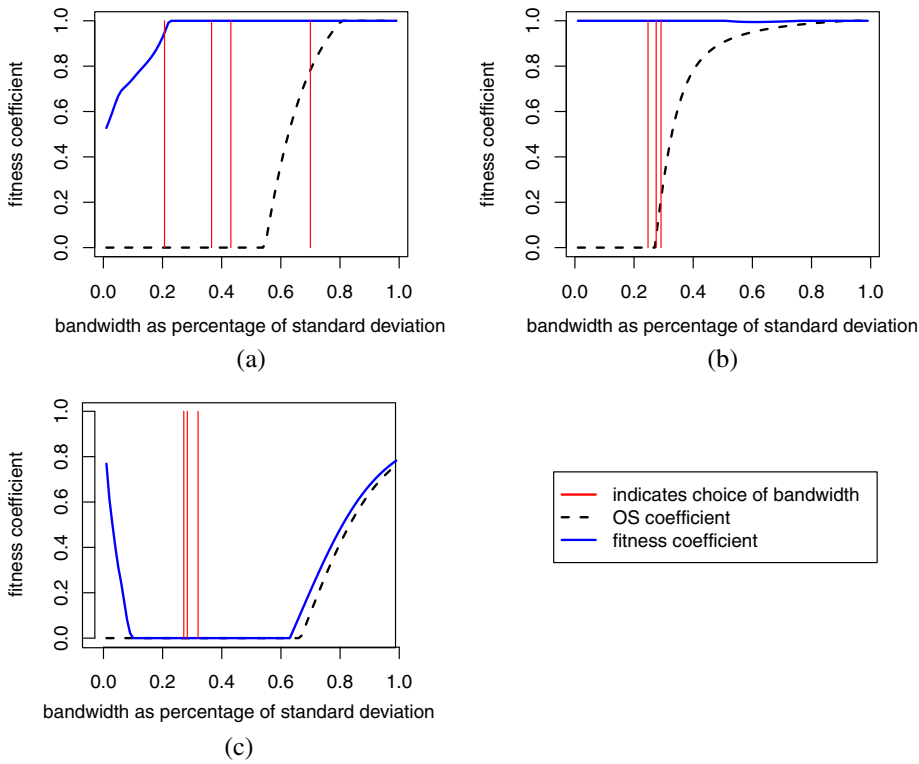 1.0
0.8
0.6
0.4
0.2
0.0
fitness coefficient
0.0 0.2 0.4 0.6 0.8 1.0
bandwidth as percentage of standard deviation
(a)
1.0
0.8
0.6
0.4
0.2
0.0
fitness coefficient
0.0 0.2 0.4 0.6 0.8 1.0
bandwidth as percentage of standard deviation
(b)
1.0
0.8
0.6
0.4
0.2
0.0
fitness coefficient
0.0 0.2 0.4 0.6 0.8 1.0
bandwidth as percentage of standard deviation
(c)
indicates choice of bandwidth
OS coefficient
fitness coefficient